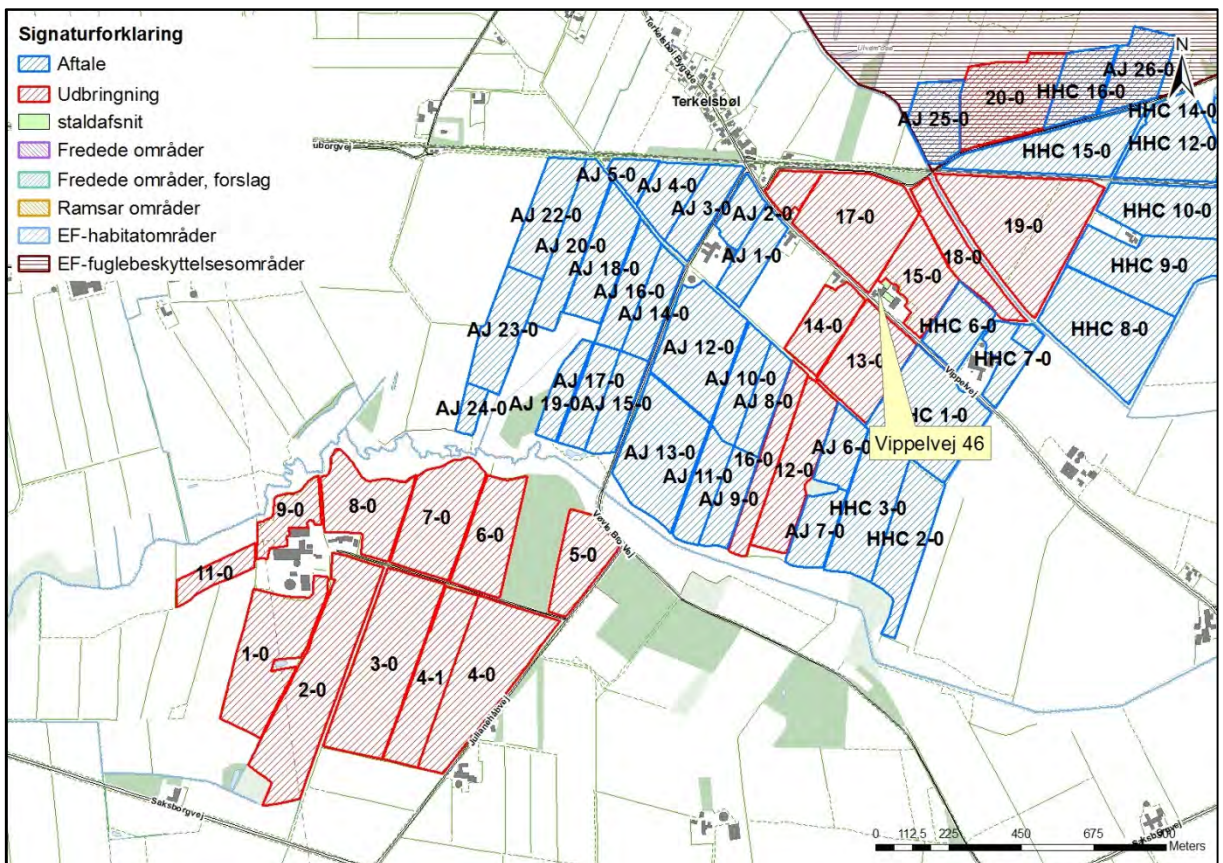 Signaturforklaring
Aftale
Udbringning
staldafsnit
Fredede områder
Fredede områder, forslag
Ramsar områder
EF-habitatområder
EF-fuglebeskyttelsesområder
N
Terkelsbøl Bygade
Terkelsbøl
uborgvej
AJ 26-0
HHC 16-0
20-0
AJ 25-0
HHC 14-0
HHC 15-0
HHC 12-0
HHC 10-0
HHC 9-0
HHC 8-0
AJ 5-0
AJ 4-0
AJ 3-0
AJ 2-0
AJ 1-0
17-0
19-0
18-0
15-0
AJ 22-0
AJ 20-0
AJ 18-0
AJ 16-0
AJ 14-0
AJ 23-0
AJ 12-0
14-0
13-0
HHC 6-0
HHC 7-0
Vippelvej
AJ 17-0
AJ 10-0
AJ 8-0
AJ 24-0
AJ 19-0
AJ 15-0
HC 1-0
Vippelvej 46
AJ 13-0
AJ 11-0
AJ 9-0
16-0
12-0
AJ 6-0
AJ 7-0
HHC 3-0
HHC 2-0
9-0
8-0
7-0
6-0
5-0
11-0
1-0
2-0
3-0
4-1
4-0
Julianehåbvej
Saksborgvej
0 112,5 225 450 675 900
Meters